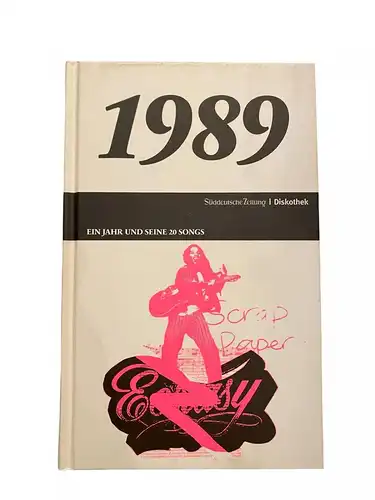 1989
Süddeutsche Zeitung | Diskothek
EIN JAHR UND SEINE 20 SONGS
Scrap
Paper
Ecstasy